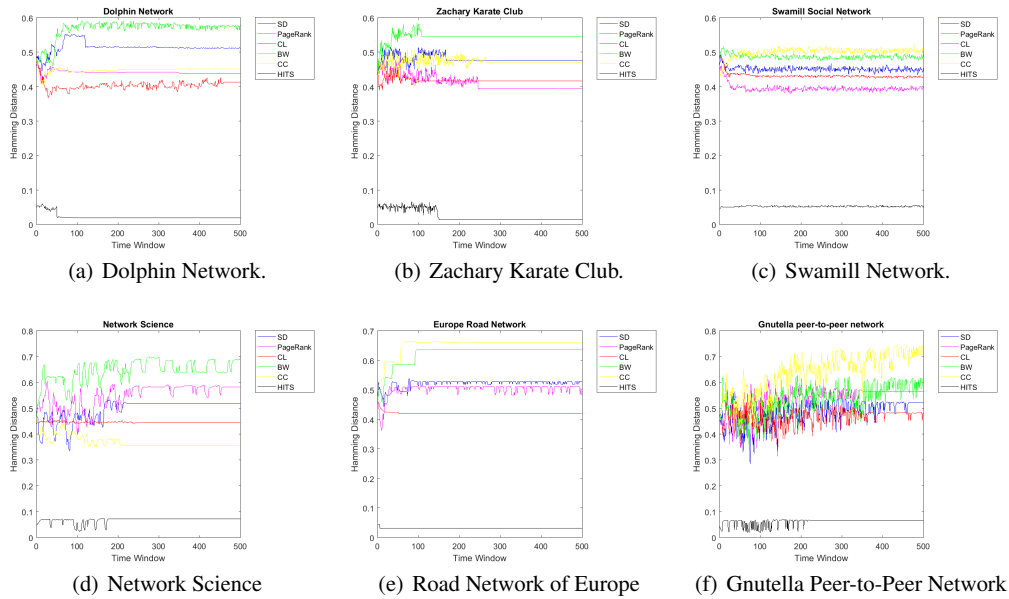 Dolphin Network
Hamming Distance
0.6
0.5
0.4
0.3
0.2
0.1
0
0 100 200 300 400 500
Time Window
SD
PageRank
CL
BW
CC
HITS
(a) Dolphin Network.
Zachary Karate Club
Hamming Distance
0.6
0.5
0.4
0.3
0.2
0.1
0
0 100 200 300 400 500
Time Window
SD
PageRank
CL
BW
CC
HITS
(b) Zachary Karate Club.
Swamill Social Network
Hamming Distance
0.6
0.5
0.4
0.3
0.2
0.1
0
0 100 200 300 400 500
Time Window
SD
PageRank
CL
BW
CC
HITS
(c) Swamill Network.
Network Science
Hamming Distance
0.8
0.7
0.6
0.5
0.4
0.3
0.2
0.1
0
0 100 200 300 400 500
Time Window
SD
PageRank
CL
BW
CC
HITS
(d) Network Science
Europe Road Network
Hamming Distance
0.7
0.6
0.5
0.4
0.3
0.2
0.1
0
0 100 200 300 400 500
Time Window
SD
PageRank
CL
BW
CC
HITS
(e) Road Network of Europe
Gnutella peer-to-peer network
Hamming Distance
0.8
0.7
0.6
0.5
0.4
0.3
0.2
0.1
0
0 100 200 300 400 500
Time Window
SD
PageRank
CL
BW
CC
HITS
(f) Gnutella Peer-to-Peer Network